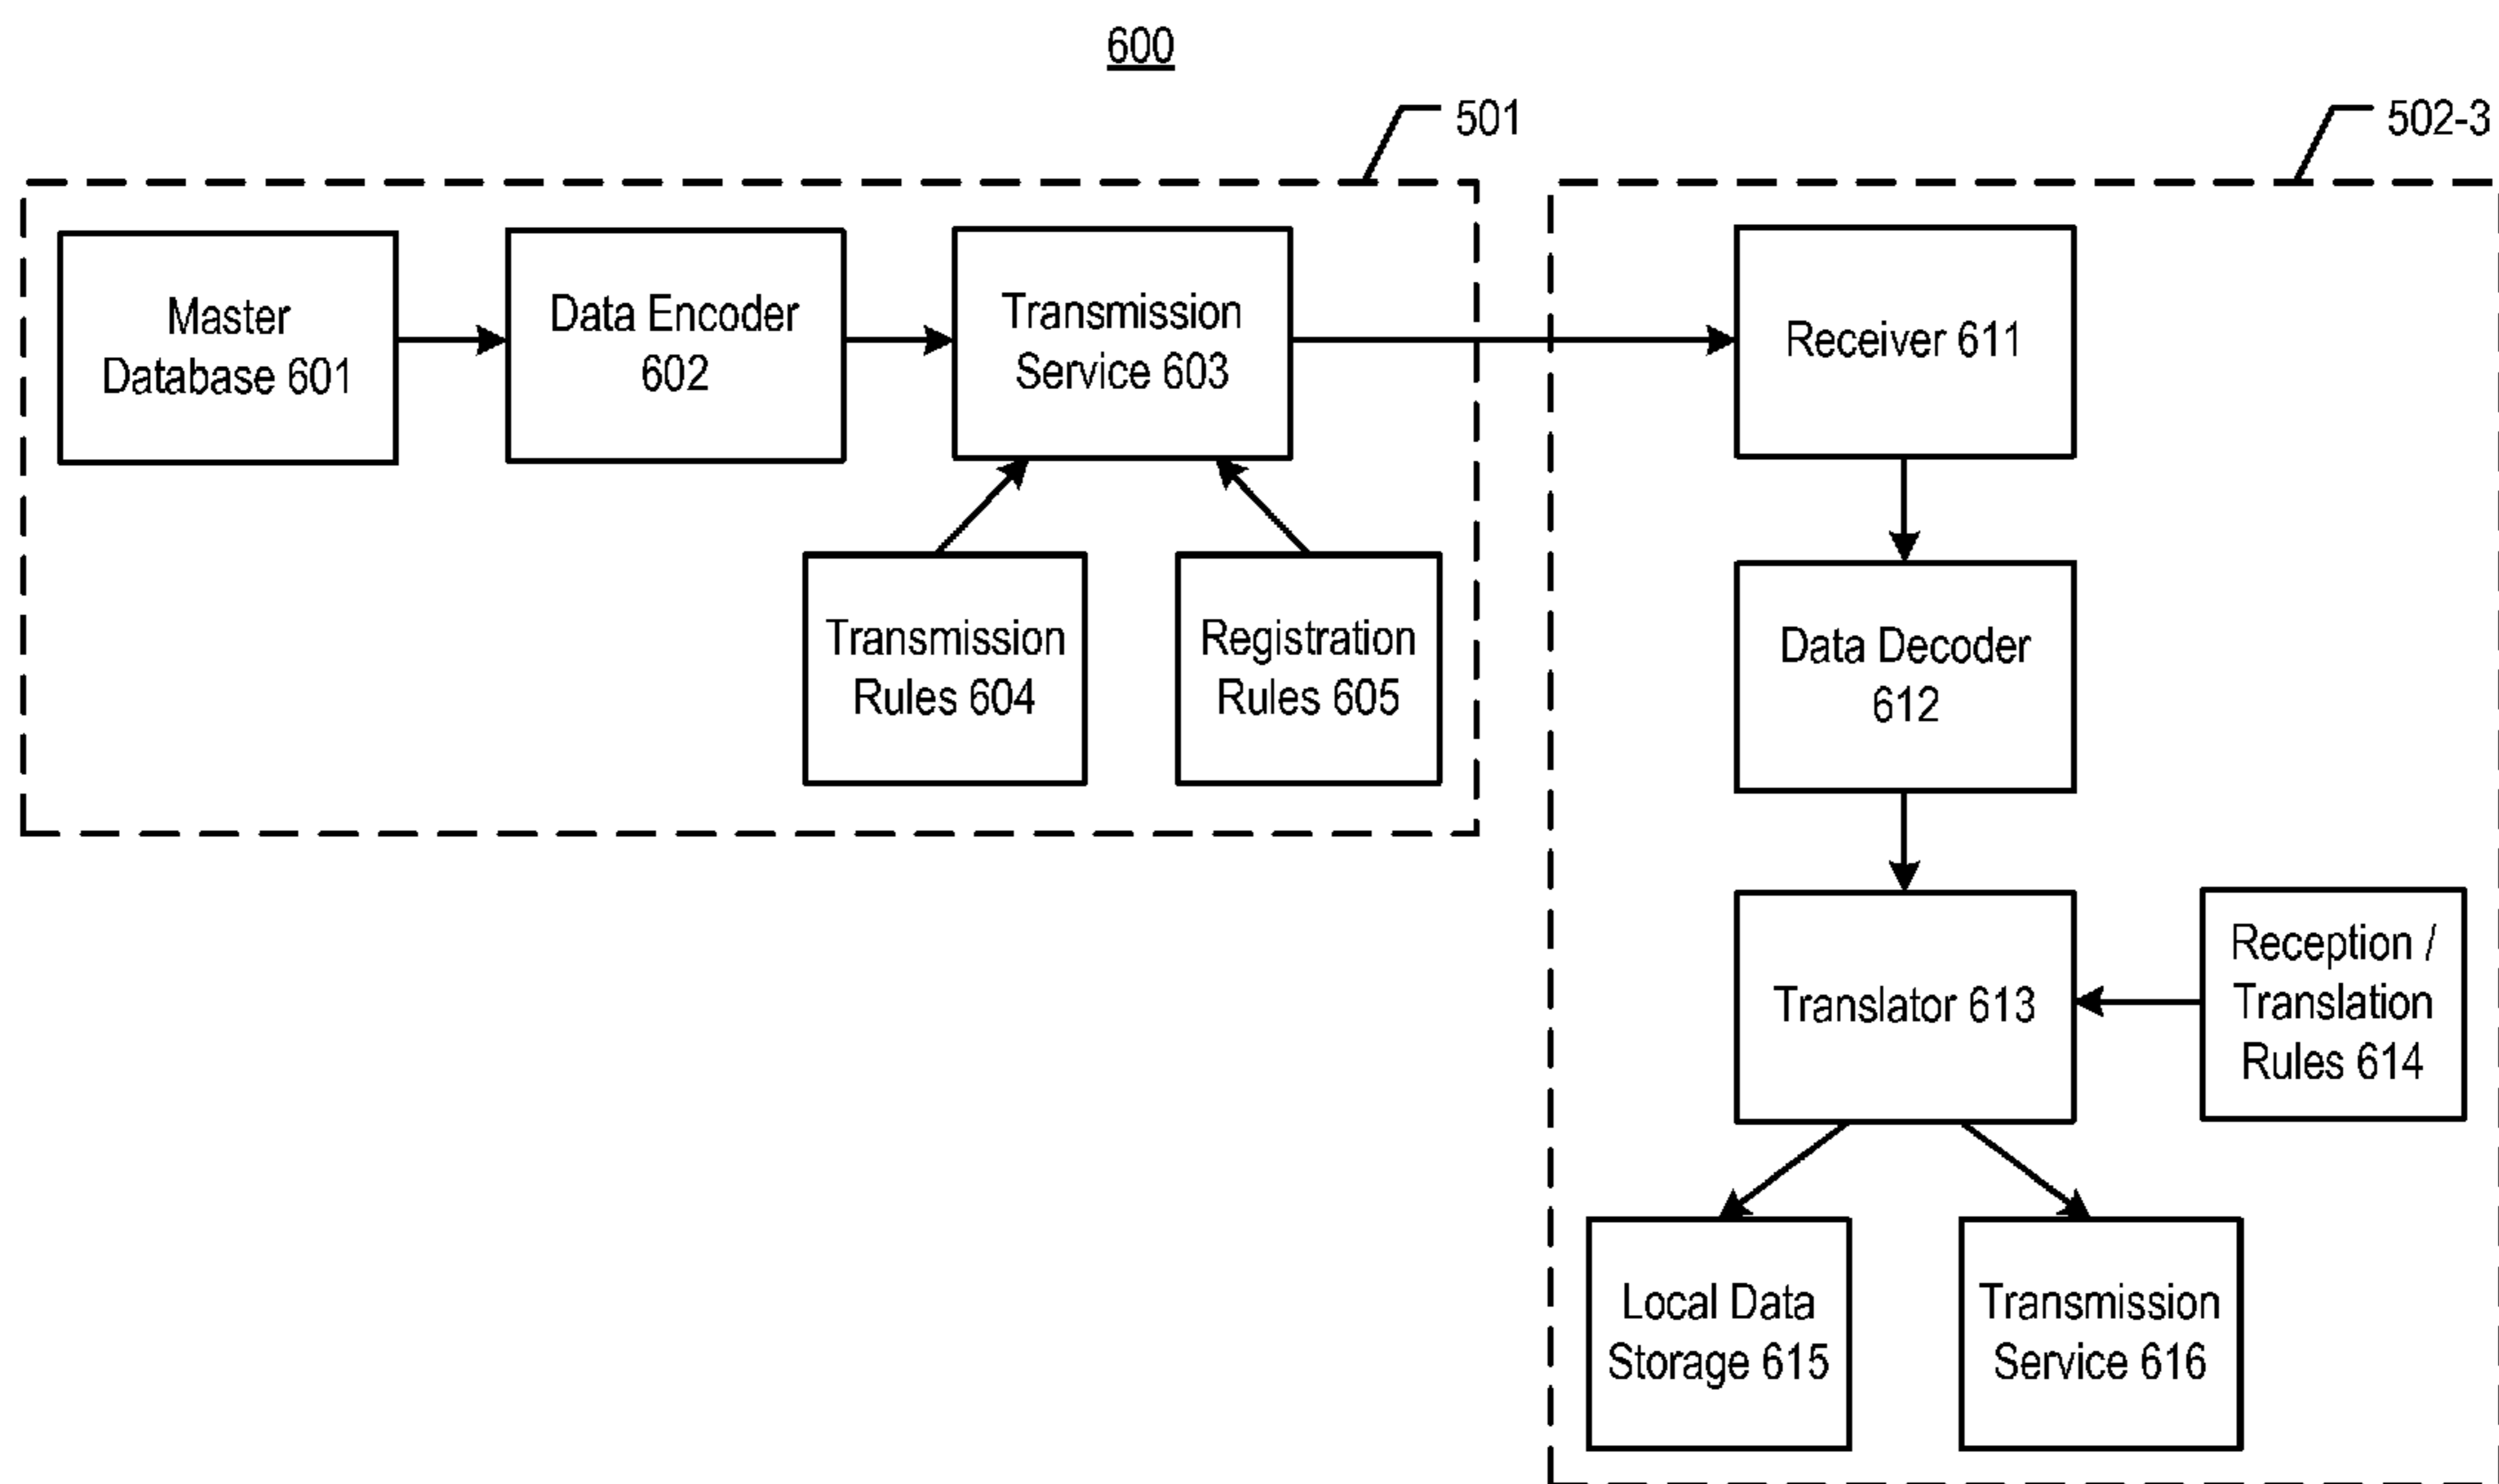 600
501
502-3
Master
Database 601
Data Encoder
602
Transmission
Service 603
Receiver 611
Transmission
Rules 604
Registration
Rules 605
Data Decoder
612
Translator 613
Reception /
Translation
Rules 614
Local Data
Storage 615
Transmission
Service 616